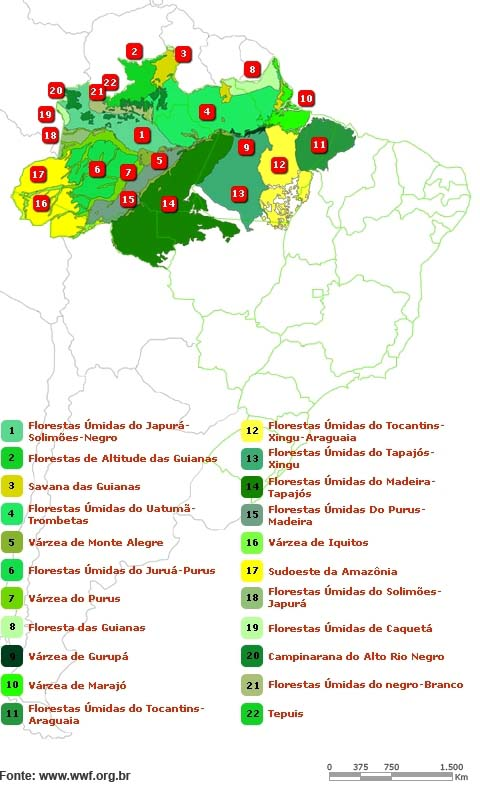 2
3
22
8
20
21
10
19
4
18
1
9
11
5
12
17
6
7
13
16
15
14
1 Florestas Úmidas do Japurá-
Solimões-Negro
2 Florestas de Altitude das Guianas
3 Savana das Guianas
4 Florestas Úmidas do Uatumã-
Trombetas
5 Várzea de Monte Alegre
6 Florestas Úmidas do Juruá-Purus
7 Várzea do Purus
8 Floresta das Guianas
9 Várzea de Gurupá
10 Várzea de Marajó
11 Florestas Úmidas do Tocantins-
Araguaia
12 Florestas Úmidas do Tocantins
-Xingu-Araguaia
13 Florestas Úmidas do Tapajós-
Xingu
14 Florestas Úmidas do Madeira-
Tapajós
15 Florestas Úmidas Do Purus-
Madeira
16 Várzea de Iquitos
17 Sudoeste da Amazônia
18 Florestas Úmidas do Solimões-
Japurá
19 Florestas Úmidas de Caquetá
20 Campinarana do Alto Rio Negro
21 Florestas Úmidas do negro-Branco
22 Tepuis
Fonte: www.wwf.org.br
0 375 750 1.500
Km